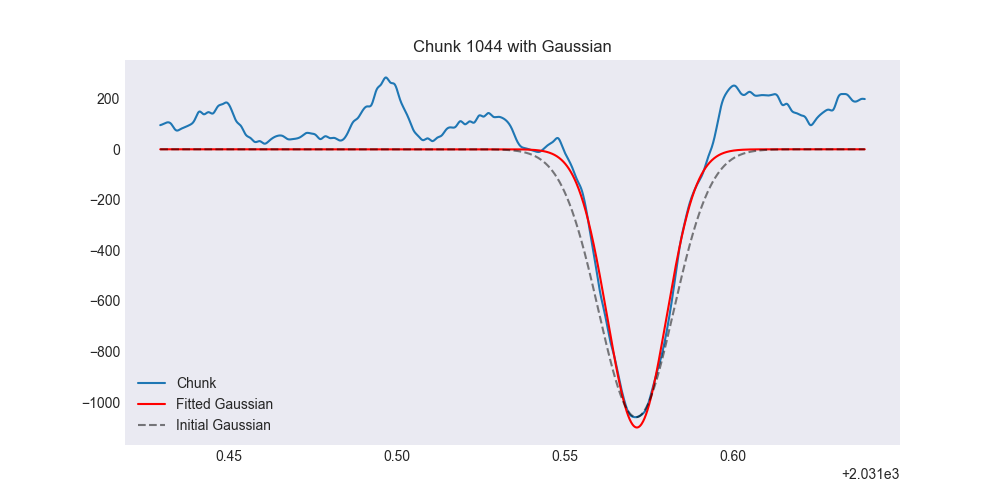 Chunk 1044 with Gaussian
200
0
−200
−400
−600
−800
−1000
Chunk
Fitted Gaussian
Initial Gaussian
0.45 0.50 0.55 0.60
+2.031e3